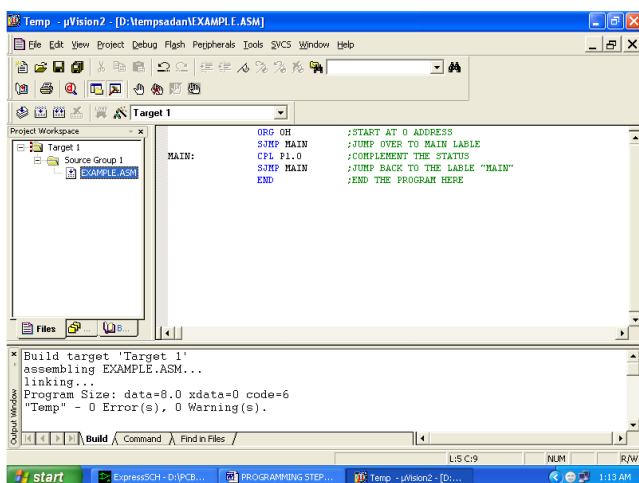 Temp - µVision2 - [D:\tempsadan\EXAMPLE.ASM]
File Edit View Project Debug Flash Peripherals Tools SVCS Window Help
Target 1
Project Workspace
Target 1
Source Group 1
EXAMPLE.ASM
ORG 0H ;START AT 0 ADDRESS
SJMP MAIN ;JUMP OVER TO MAIN LABLE
MAIN: CPL P1.0 ;COMPLEMENT THE STATUS
SJMP MAIN ;JUMP BACK TO THE LABLE "MAIN"
END ;END THE PROGRAM HERE
Files ... B...
Build target 'Target 1'
assembling EXAMPLE.ASM...
linking...
Program Size: data=8.0 xdata=0 code=6
"Temp" - 0 Error(s), 0 Warning(s).
Output Window
Build Command Find in Files
L:5 C:9 NUM R/W
start ExpressSCH - D:\PCB... PROGRAMMING STEP... Temp - µVision2 - [D:... 1:13 AM